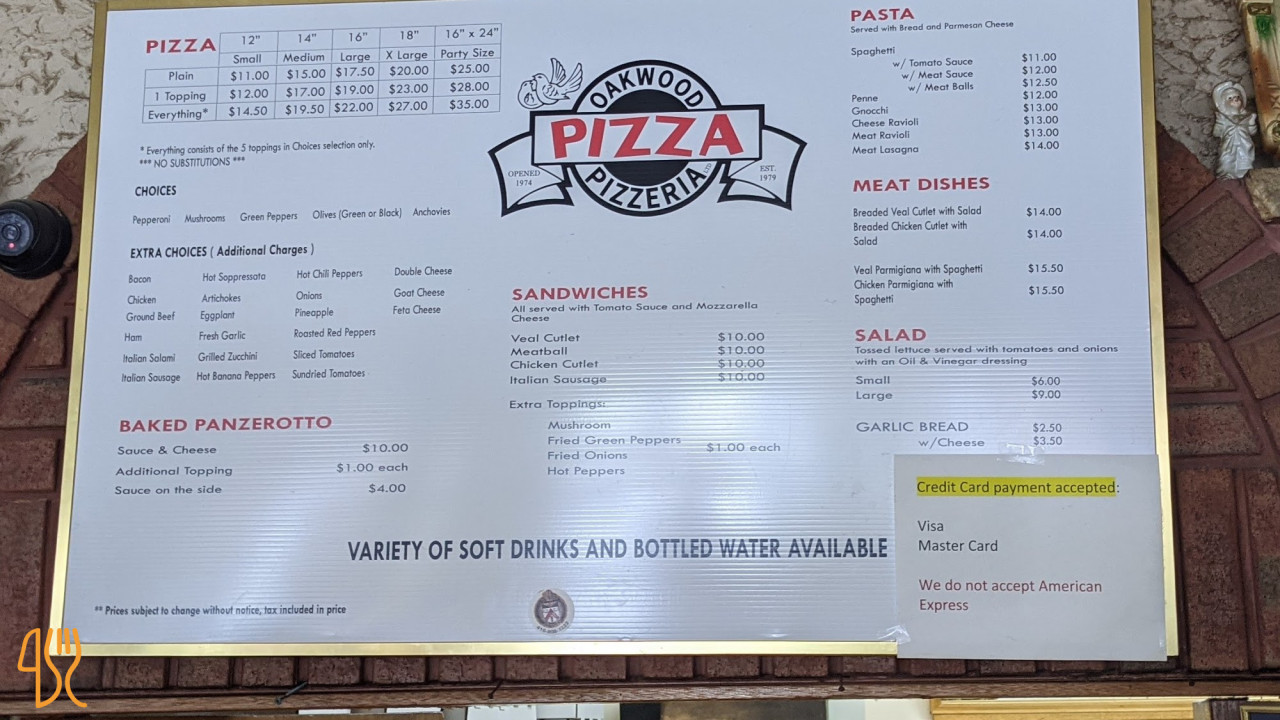 PIZZA 12" 14" 16" 18" 16" x 24"
Small Medium Large X Large Party Size
Plain $11.00 $15.00 $17.50 $20.00 $25.00
1 Topping $12.00 $17.00 $19.00 $23.00 $28.00
Everything* $14.50 $19.50 $22.00 $27.00 $35.00
* Everything consists of the 5 toppings in Choices selection only.
*** NO SUBSTITUTIONS ***
CHOICES
Pepperoni Mushrooms Green Peppers Olives (Green or Black) Anchovies
EXTRA CHOICES ( Additional Charges )
Bacon Hot Soppressata Hot Chili Peppers Double Cheese
Chicken Artichokes Onions Goat Cheese
Ground Beef Eggplant Pineapple Feta Cheese
Ham Fresh Garlic Roasted Red Peppers
Italian Salami Grilled Zucchini Sliced Tomatoes
Italian Sausage Hot Banana Peppers Sundried Tomatoes
BAKED PANZEROTTO
Sauce & Cheese $10.00
Additional Topping $1.00 each
Sauce on the side $4.00
OAKWOOD
PIZZA
PIZZERIA LTD
OPENED
1974
EST.
1979
SANDWICHES
All served with Tomato Sauce and Mozzarella
Cheese
Veal Cutlet $10.00
Meatball $10.00
Chicken Cutlet $10.00
Italian Sausage $10.00
Extra Toppings:
Mushroom
Fried Green Peppers
$1.00 each
Fried Onions
Hot Peppers
PASTA
Served with Bread and Parmesan Cheese
Spaghetti
w/ Tomato Sauce $11.00
w/ Meat Sauce $12.00
w/ Meat Balls $12.50
Penne $12.00
Gnocchi $13.00
Cheese Ravioli $13.00
Meat Ravioli $13.00
Meat Lasagna $14.00
MEAT DISHES
Breaded Veal Cutlet with Salad $14.00
Breaded Chicken Cutlet with $14.00
Salad
Veal Parmigiana with Spaghetti $15.50
Chicken Parmigiana with $15.50
Spaghetti
SALAD
Tossed lettuce served with tomatoes and onions
with an Oil & Vinegar dressing
Small $6.00
Large $9.00
GARLIC BREAD $2.50
w/Cheese $3.50
VARIETY OF SOFT DRINKS AND BOTTLED WATER AVAILABLE
** Prices subject to change without notice, tax included in price
Credit Card payment accepted:
Visa
Master Card
We do not accept American
Express